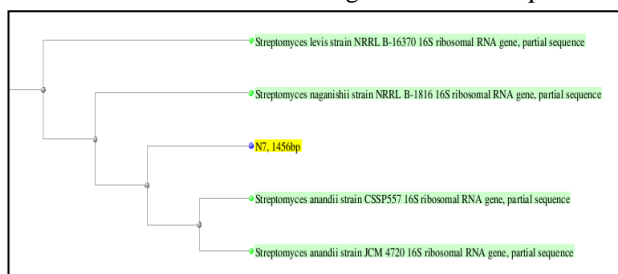 Streptomyces levis strain NRRL B-16370 16S ribosomal RNA gene, partial sequence
Streptomyces naganishii strain NRRL B-1816 16S ribosomal RNA gene, partial sequence
N7, 1456bp
Streptomyces anandii strain CSSP557 16S ribosomal RNA gene, partial sequence
Streptomyces anandii strain JCM 4720 16S ribosomal RNA gene, partial sequence